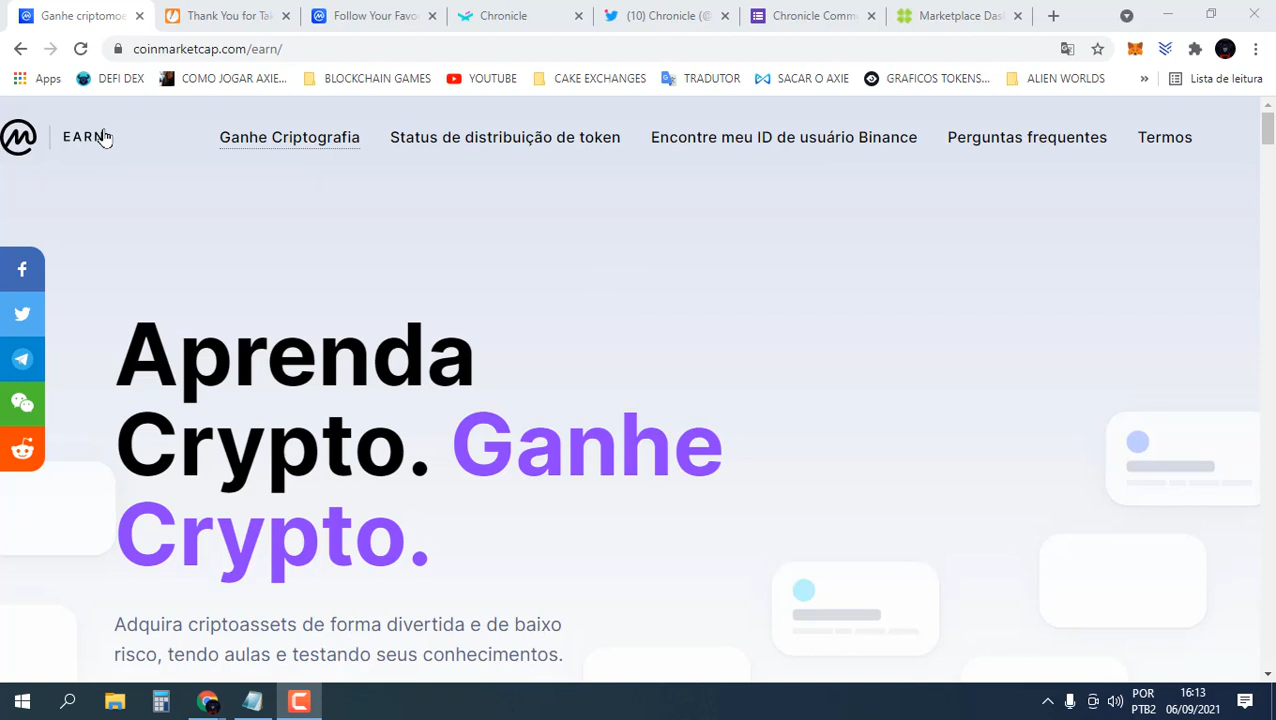 Ganhe criptomoe
Thank You for Tak
Follow Your Favo
Chronicle
(10) Chronicle (@
Chronicle Comm
Marketplace Das
coinmarketcap.com/earn/
Apps
DEFI DEX
COMO JOGAR AXIE...
BLOCKCHAIN GAMES
YOUTUBE
CAKE EXCHANGES
TRADUTOR
SACAR O AXIE
GRAFICOS TOKENS...
ALIEN WORLDS
»
Lista de leitura
EARN
Ganhe Criptografia
Status de distribuição de token
Encontre meu ID de usuário Binance
Perguntas frequentes
Termos
Aprenda
Crypto. Ganhe
Crypto.
Adquira criptoassets de forma divertida e de baixo
risco, tendo aulas e testando seus conhecimentos.
POR
PTB2
16:13
06/09/2021